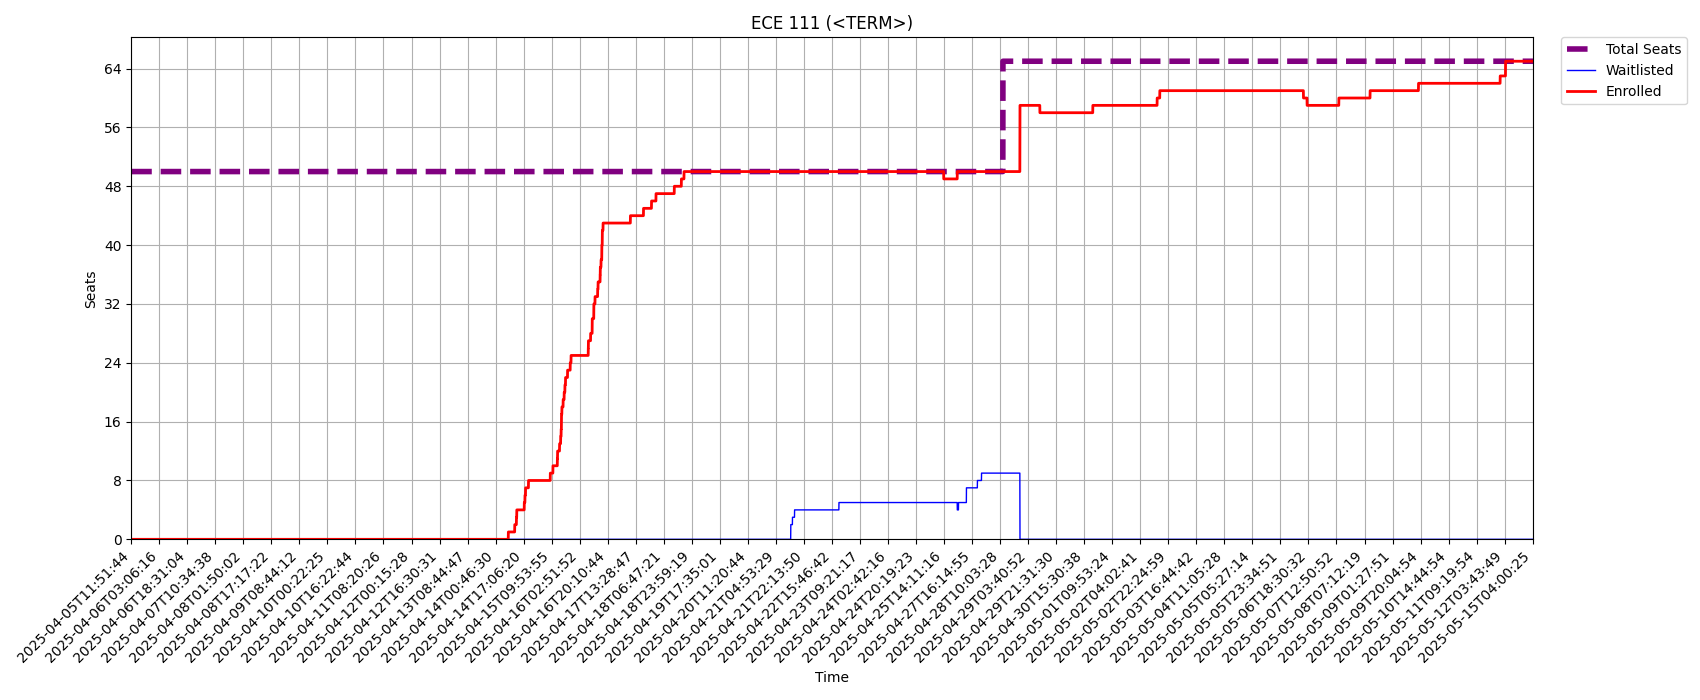 ECE 111 (<TERM>)
Total Seats
Waitlisted
Enrolled
64
56
48
40
32
24
16
8
0
Seats
2025-04-05T11:51:44
2025-04-06T03:06:16
2025-04-06T18:31:04
2025-04-07T10:34:38
2025-04-08T01:50:02
2025-04-08T17:17:22
2025-04-09T08:44:12
2025-04-10T00:22:25
2025-04-10T16:22:44
2025-04-11T08:20:26
2025-04-12T00:15:28
2025-04-12T16:30:31
2025-04-13T08:44:47
2025-04-14T00:46:30
2025-04-14T17:06:20
2025-04-15T09:53:55
2025-04-16T02:51:52
2025-04-16T20:10:44
2025-04-17T13:28:47
2025-04-18T06:47:21
2025-04-18T23:59:19
2025-04-19T17:35:01
2025-04-20T11:20:44
2025-04-21T04:53:29
2025-04-21T22:13:50
2025-04-22T15:46:42
2025-04-23T09:21:17
2025-04-24T02:42:16
2025-04-24T20:19:23
2025-04-25T14:11:16
2025-04-27T16:14:55
2025-04-28T10:03:28
2025-04-29T03:40:52
2025-04-29T21:31:30
2025-04-30T15:30:38
2025-05-01T09:53:24
2025-05-02T04:02:41
2025-05-02T22:24:59
2025-05-03T16:44:42
2025-05-04T11:05:28
2025-05-05T05:27:14
2025-05-05T23:34:51
2025-05-06T18:30:32
2025-05-07T12:50:52
2025-05-08T07:12:19
2025-05-09T01:27:51
2025-05-09T20:04:54
2025-05-10T14:44:54
2025-05-11T09:19:54
2025-05-12T03:43:49
2025-05-15T04:00:25
Time